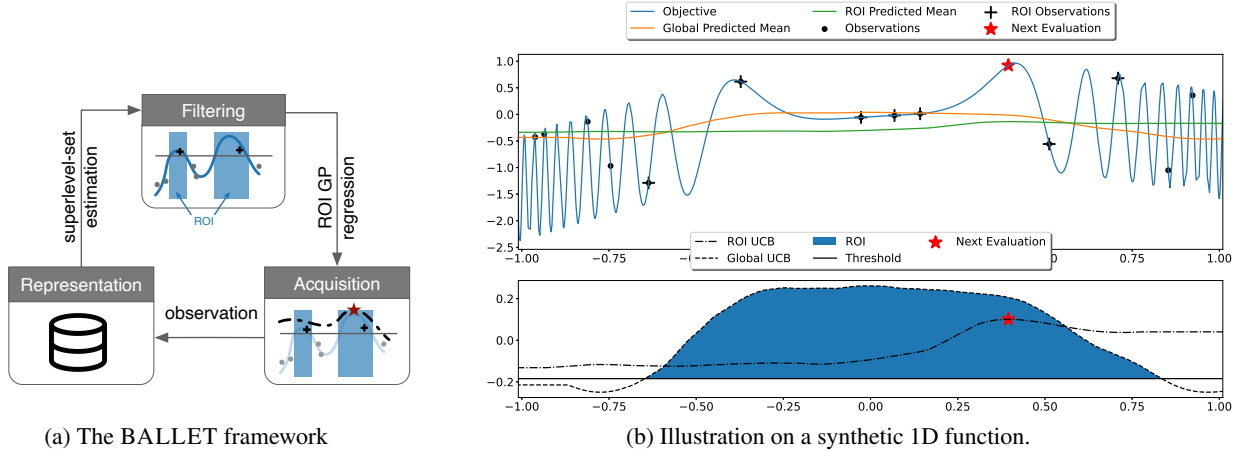 Filtering
ROI
superlevel-set
estimation
ROI GP
regression
Representation
Acquisition
observation
(a) The BALLET framework
Objective
Global Predicted Mean
ROI Predicted Mean
Observations
ROI Observations
Next Evaluation
1.0
0.5
0.0
−0.5
−1.0
−1.5
−2.0
−2.5
−1.00 −0.75 −0.50 −0.25 0.00 0.25 0.50 0.75 1.00
ROI UCB
Global UCB
ROI
Threshold
Next Evaluation
0.2
0.0
−0.2
−1.00 −0.75 −0.50 −0.25 0.00 0.25 0.50 0.75 1.00
(b) Illustration on a synthetic 1D function.